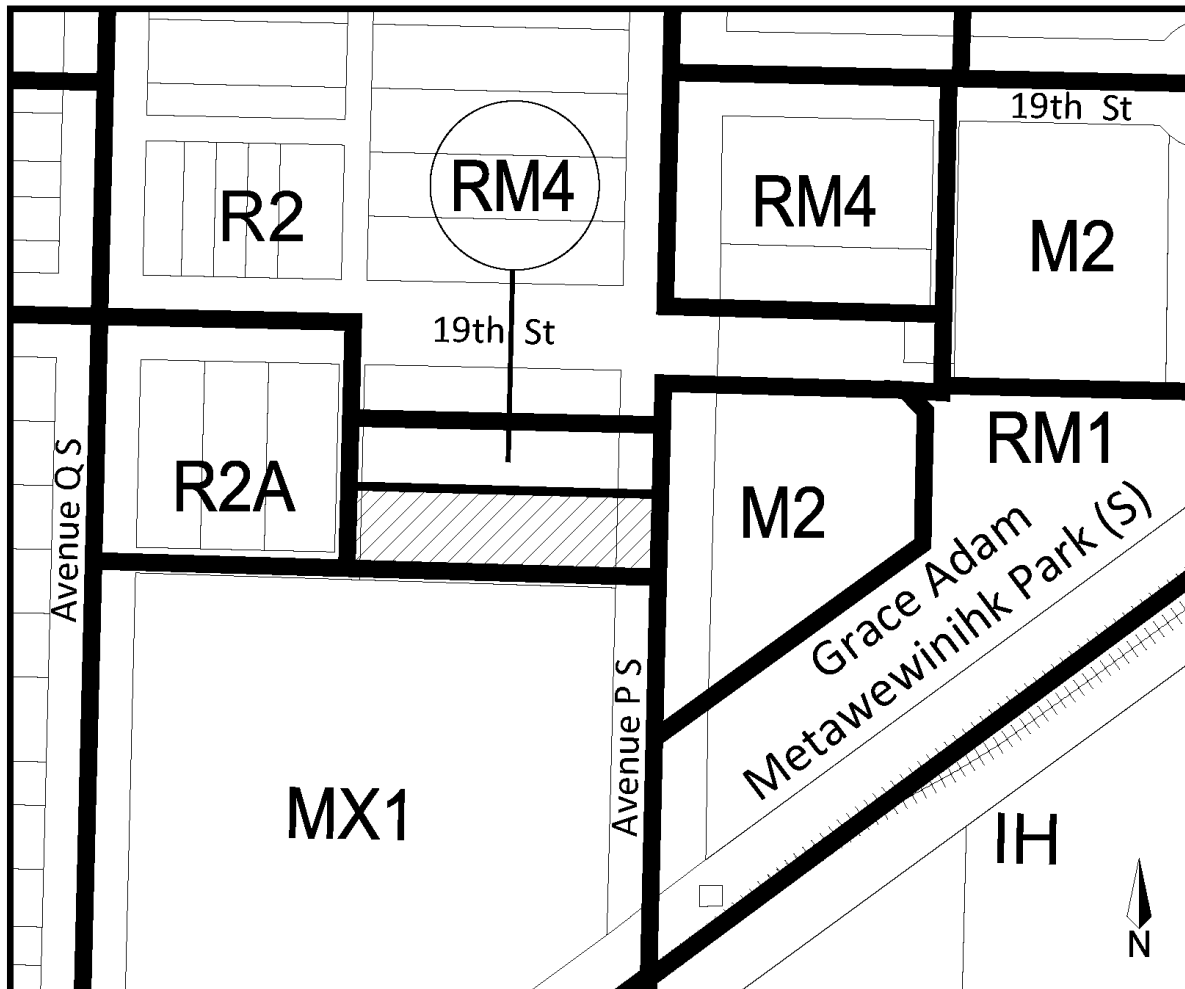 19th St
RM4
RM4
R2
M2
19th St
RM1
R2A
M2
Avenue Q S
Grace Adam
Metawewinihk Park (S)
Avenue P S
MX1
IH
N